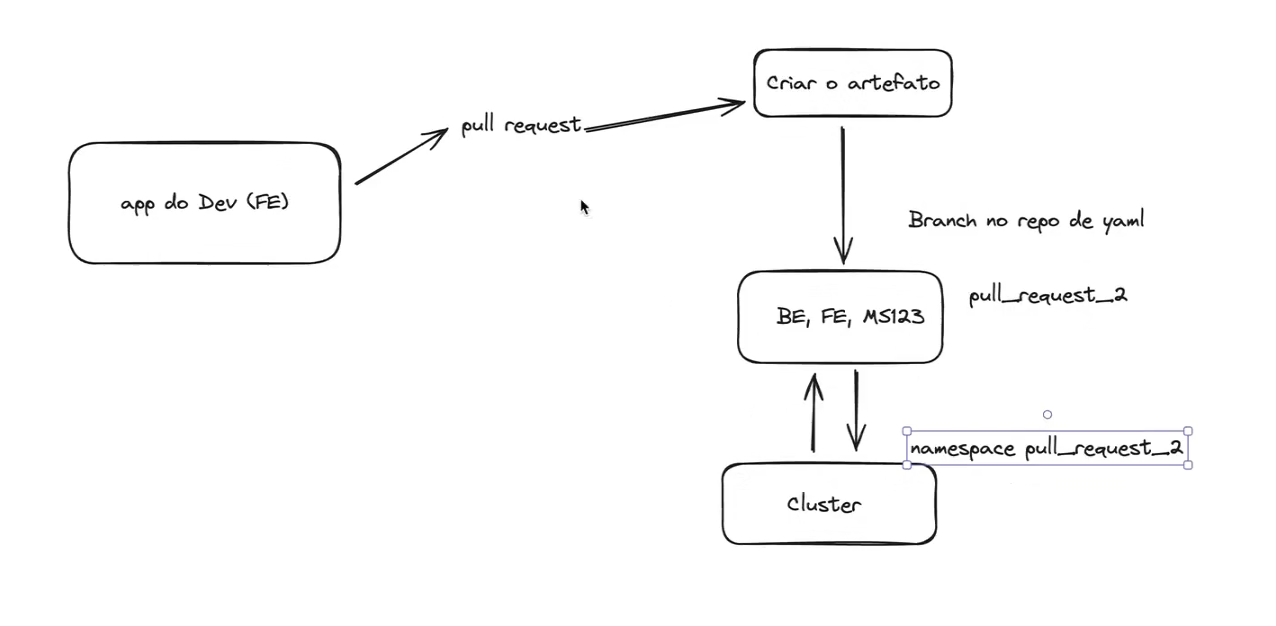 Criar o artefato
pull request
app do Dev (FE)
Branch no repo de yaml
pull_request_2
BE, FE, MS123
namespace pull_request_2
Cluster